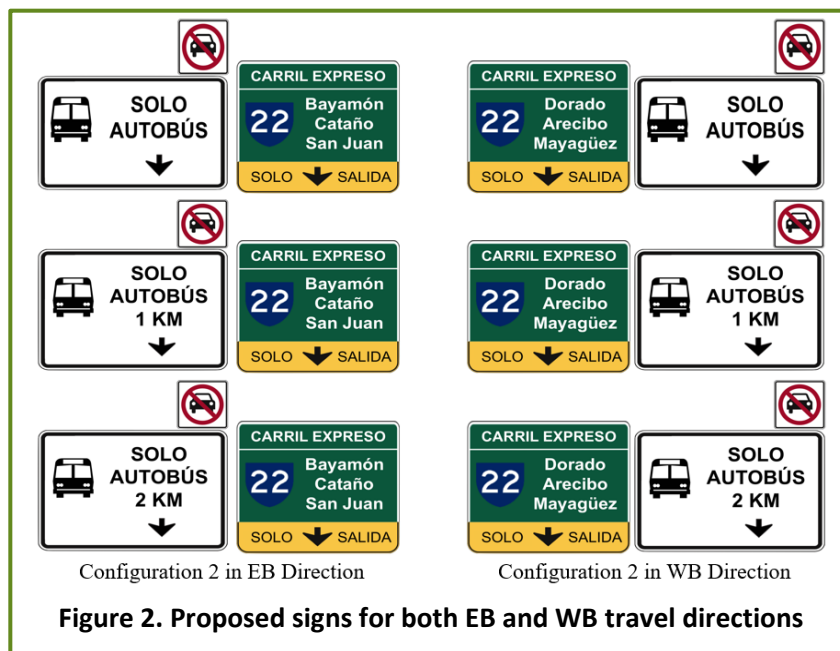 SOLO
AUTOBÚS
CARRIL EXPRESO
22
Bayamón
Cataño
San Juan
SOLO SALIDA
CARRIL EXPRESO
22
Dorado
Arecibo
Mayagüez
SOLO SALIDA
SOLO
AUTOBÚS
SOLO
AUTOBÚS
1 KM
CARRIL EXPRESO
22
Bayamón
Cataño
San Juan
SOLO SALIDA
CARRIL EXPRESO
22
Dorado
Arecibo
Mayagüez
SOLO SALIDA
SOLO
AUTOBÚS
1 KM
SOLO
AUTOBÚS
2 KM
CARRIL EXPRESO
22
Bayamón
Cataño
San Juan
SOLO SALIDA
CARRIL EXPRESO
22
Dorado
Arecibo
Mayagüez
SOLO SALIDA
SOLO
AUTOBÚS
2 KM
Configuration 2 in EB Direction
Configuration 2 in WB Direction
Figure 2. Proposed signs for both EB and WB travel directions